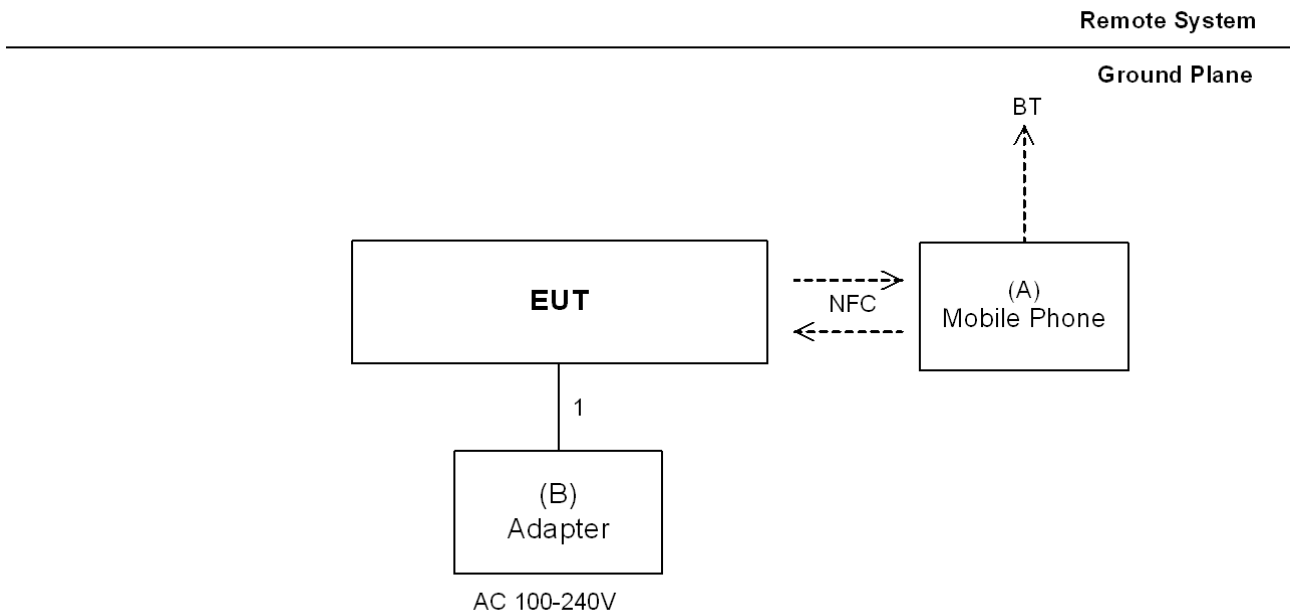 Remote System
Ground Plane
BT
EUT
NFC
(A)
Mobile Phone
1
(B)
Adapter
AC 100-240V